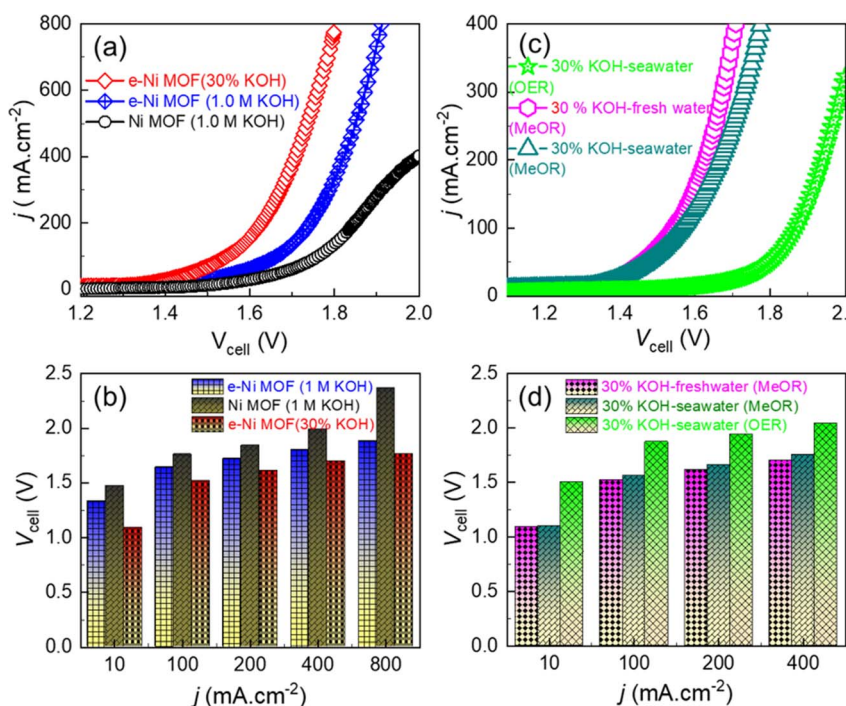 (a)
e-Ni MOF(30% KOH)
e-Ni MOF (1.0 M KOH)
Ni MOF (1.0 M KOH)
800
600
400
200
0
j ( mA.cm-2)
1.2 1.4 1.6 1.8 2.0
Vcell (V)
(c)
30% KOH-seawater
(OER)
30 % KOH-fresh water
(MeOR)
30% KOH-seawater
(MeOR)
400
300
200
100
0
j (mA.cm-2)
1.2 1.4 1.6 1.8 2.
Vcell (V)
(b)
e-Ni MOF (1 M KOH)
Ni MOF (1 M KOH)
e-Ni MOF(30% KOH)
2.5
2.0
1.5
1.0
0.5
0.0
Vcell (V)
10 100 200 400 800
j (mA.cm-2)
(d)
30% KOH-freshwater (MeOR)
30% KOH-seawater (MeOR)
30% KOH-seawater (OER)
2.5
2.0
1.5
1.0
0.5
0.0
Vcell (V)
10 100 200 400
j (mA.cm-2)